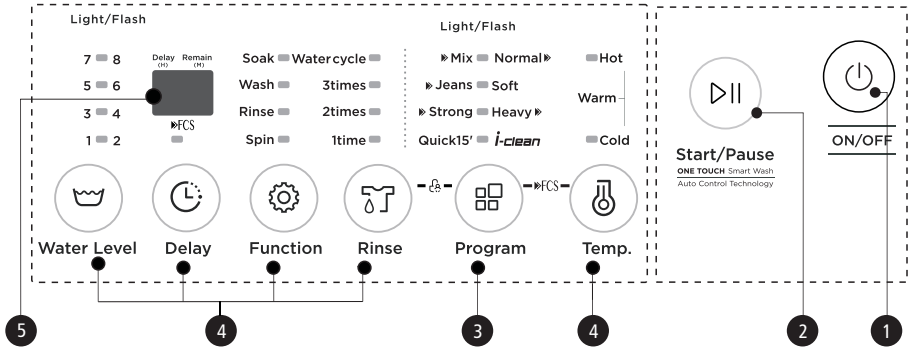 Light/Flash
Light/Flash
7 8 Delay (H) Remain (M) Soak Water cycle »Mix Normal» Hot
5 6 Wash 3times »Jeans Soft
Warm
3 4 Rinse 2times »Strong Heavy»
»FCS
1 2 Spin 1time Quick15' i-clean Cold
ON/OFF
Start/Pause
ONE TOUCH Smart Wash
Auto Control Technology
»FCS
Water Level Delay Function Rinse Program Temp.
5 4 3 4 2 1